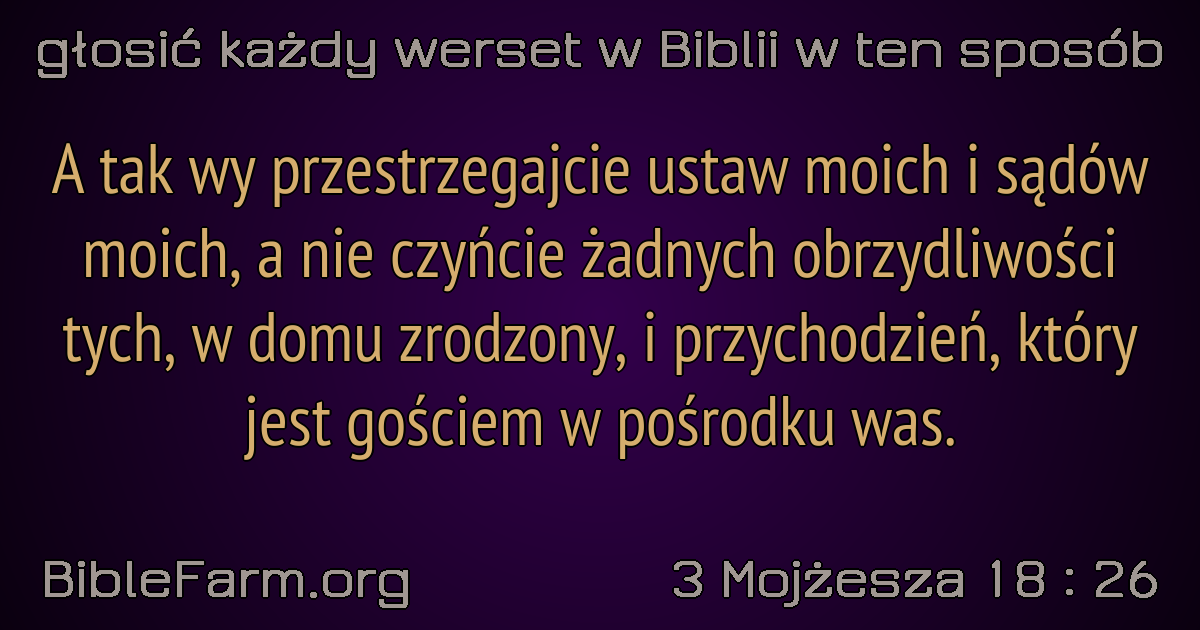 głosić każdy werset w Biblii w ten sposób
A tak wy przestrzegajcie ustaw moich i sądów
moich, a nie czyńcie żadnych obrzydliwości
tych, w domu zrodzony, i przychodzień, który
jest gościem w pośrodku was.
BibleFarm.org
3 Mojżesza 18 : 26